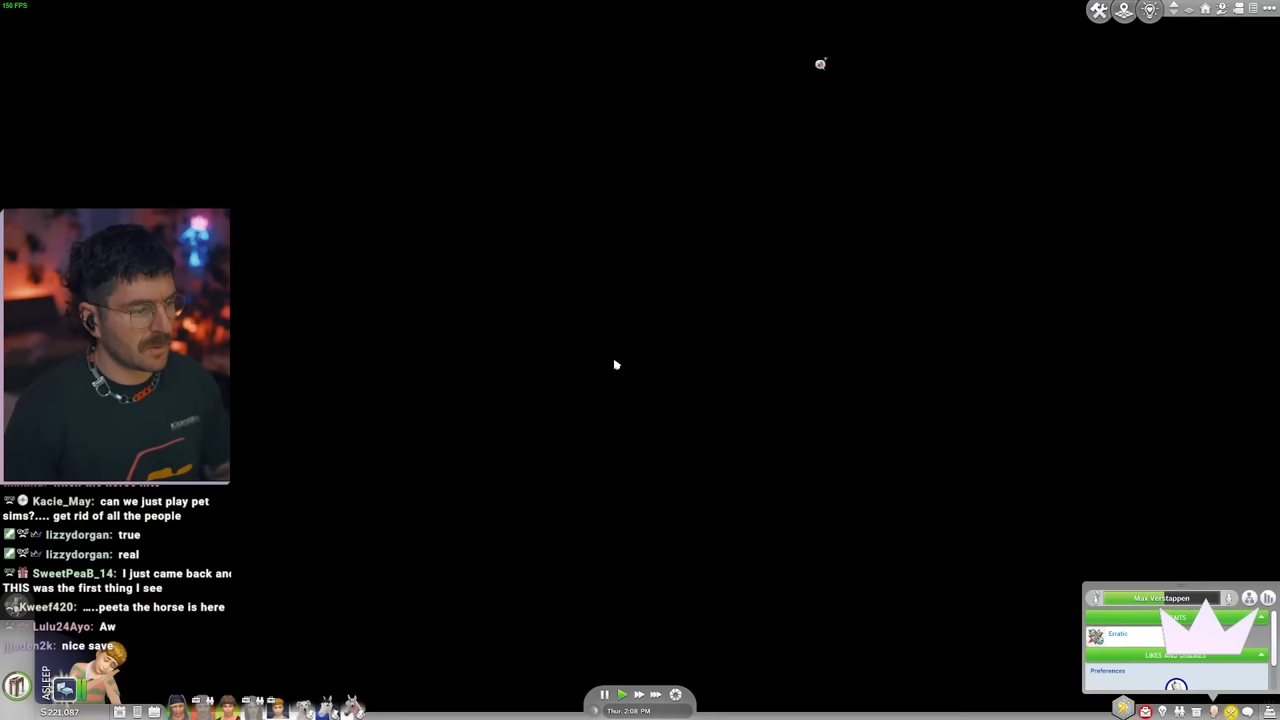 150 FPS
Kacie_May: can we just play pet
sims?.... get rid of all the people
lizzydorgan: true
lizzydorgan: real
SweetPeaB_14: I just came back and
THIS was the first thing I see
Kweef420: .....peeta the horse is here
Lulu24Ayo: Aw
jjaden2k: nice save
ASLEEP
$221,087
Thur. 2:08 PM
Max Verstappen
Erratic
LIKES AND DISLIKES
Preferences